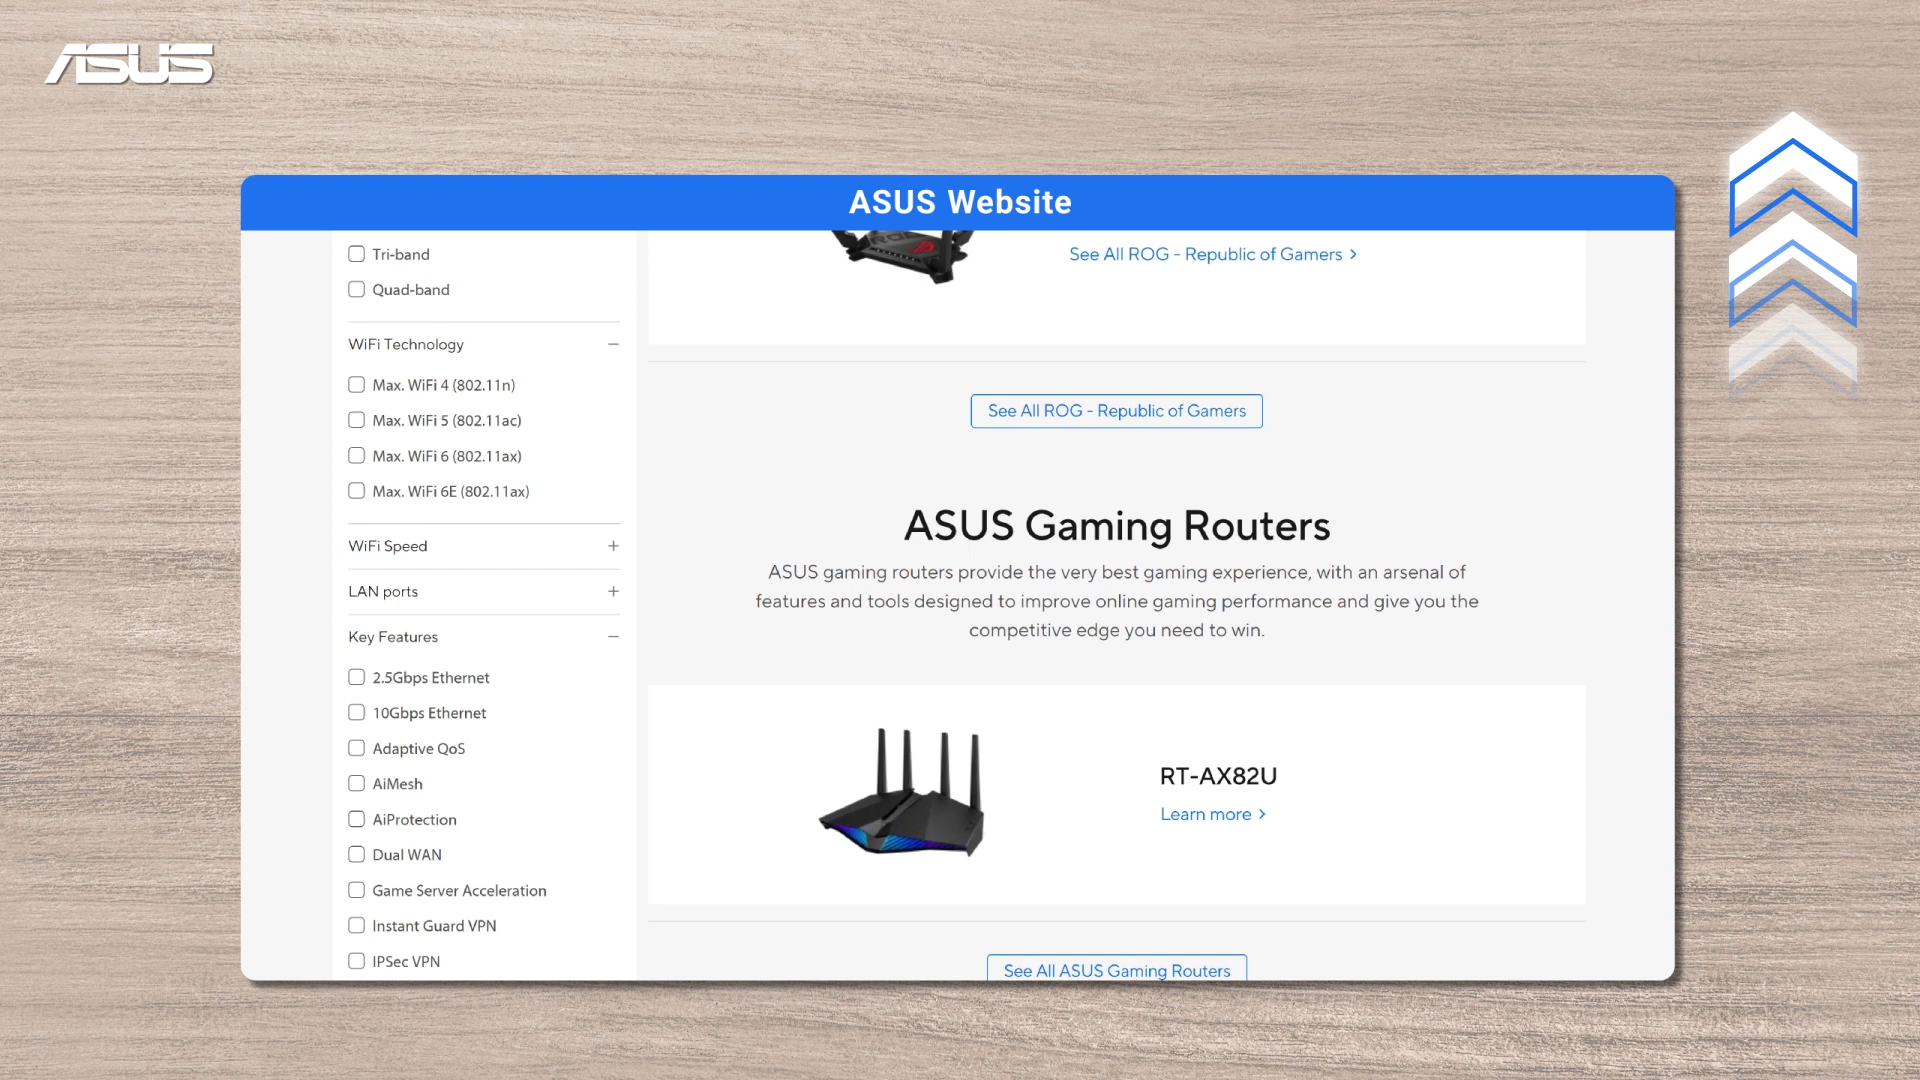 ASUS
ASUS Website
Tri-band
Quad-band
WiFi Technology
Max. WiFi 4 (802.11n)
Max. WiFi 5 (802.11ac)
Max. WiFi 6 (802.11ax)
Max. WiFi 6E (802.11ax)
WiFi Speed
LAN ports
Key Features
2.5Gbps Ethernet
10Gbps Ethernet
Adaptive QoS
AiMesh
AiProtection
Dual WAN
Game Server Acceleration
Instant Guard VPN
IPSec VPN
See All ROG - Republic of Gamers >
See All ROG - Republic of Gamers
ASUS Gaming Routers
ASUS gaming routers provide the very best gaming experience, with an arsenal of
features and tools designed to improve online gaming performance and give you the
competitive edge you need to win.
RT-AX82U
Learn more >
See All ASUS Gaming Routers